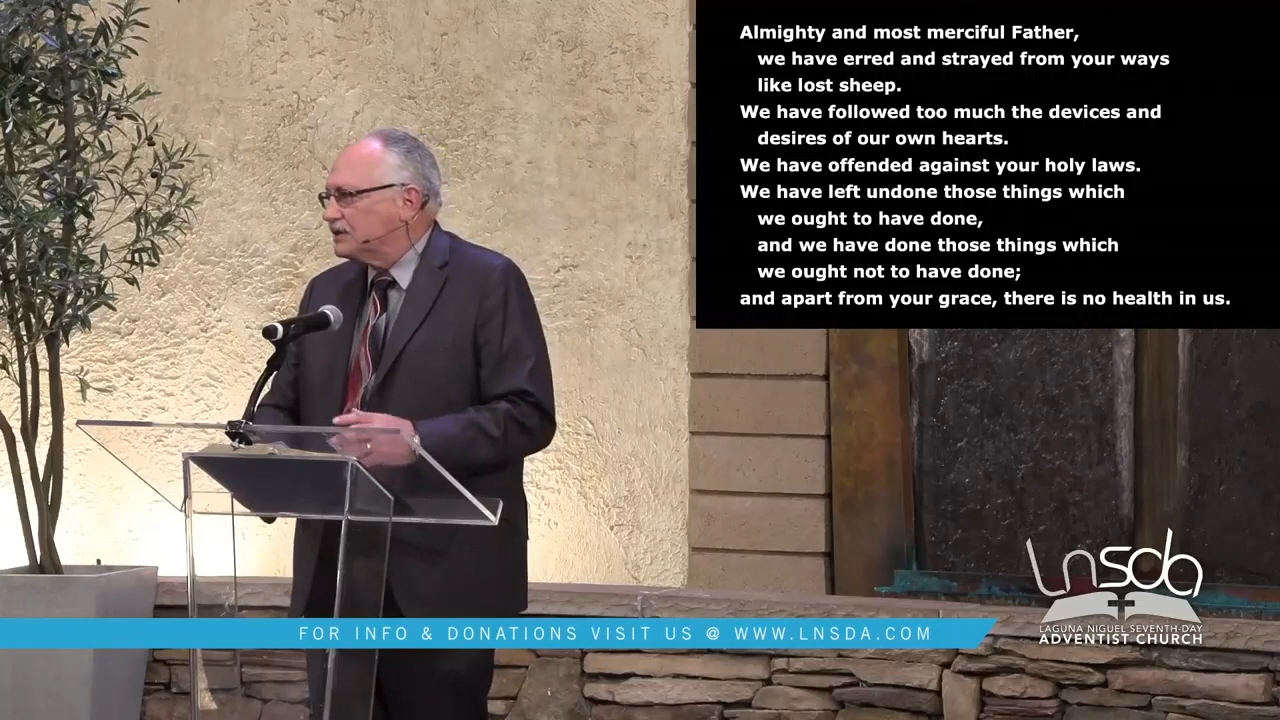 Almighty and most merciful Father,
we have erred and strayed from your ways
like lost sheep.
We have followed too much the devices and
desires of our own hearts.
We have offended against your holy laws.
We have left undone those things which
we ought to have done,
and we have done those things which
we ought not to have done;
and apart from your grace, there is no health in us.
LNSDA
LAGUNA NIGUEL SEVENTH-DAY
ADVENTIST CHURCH
FOR INFO & DONATIONS VISIT US @ WWW.LNSDA.COM